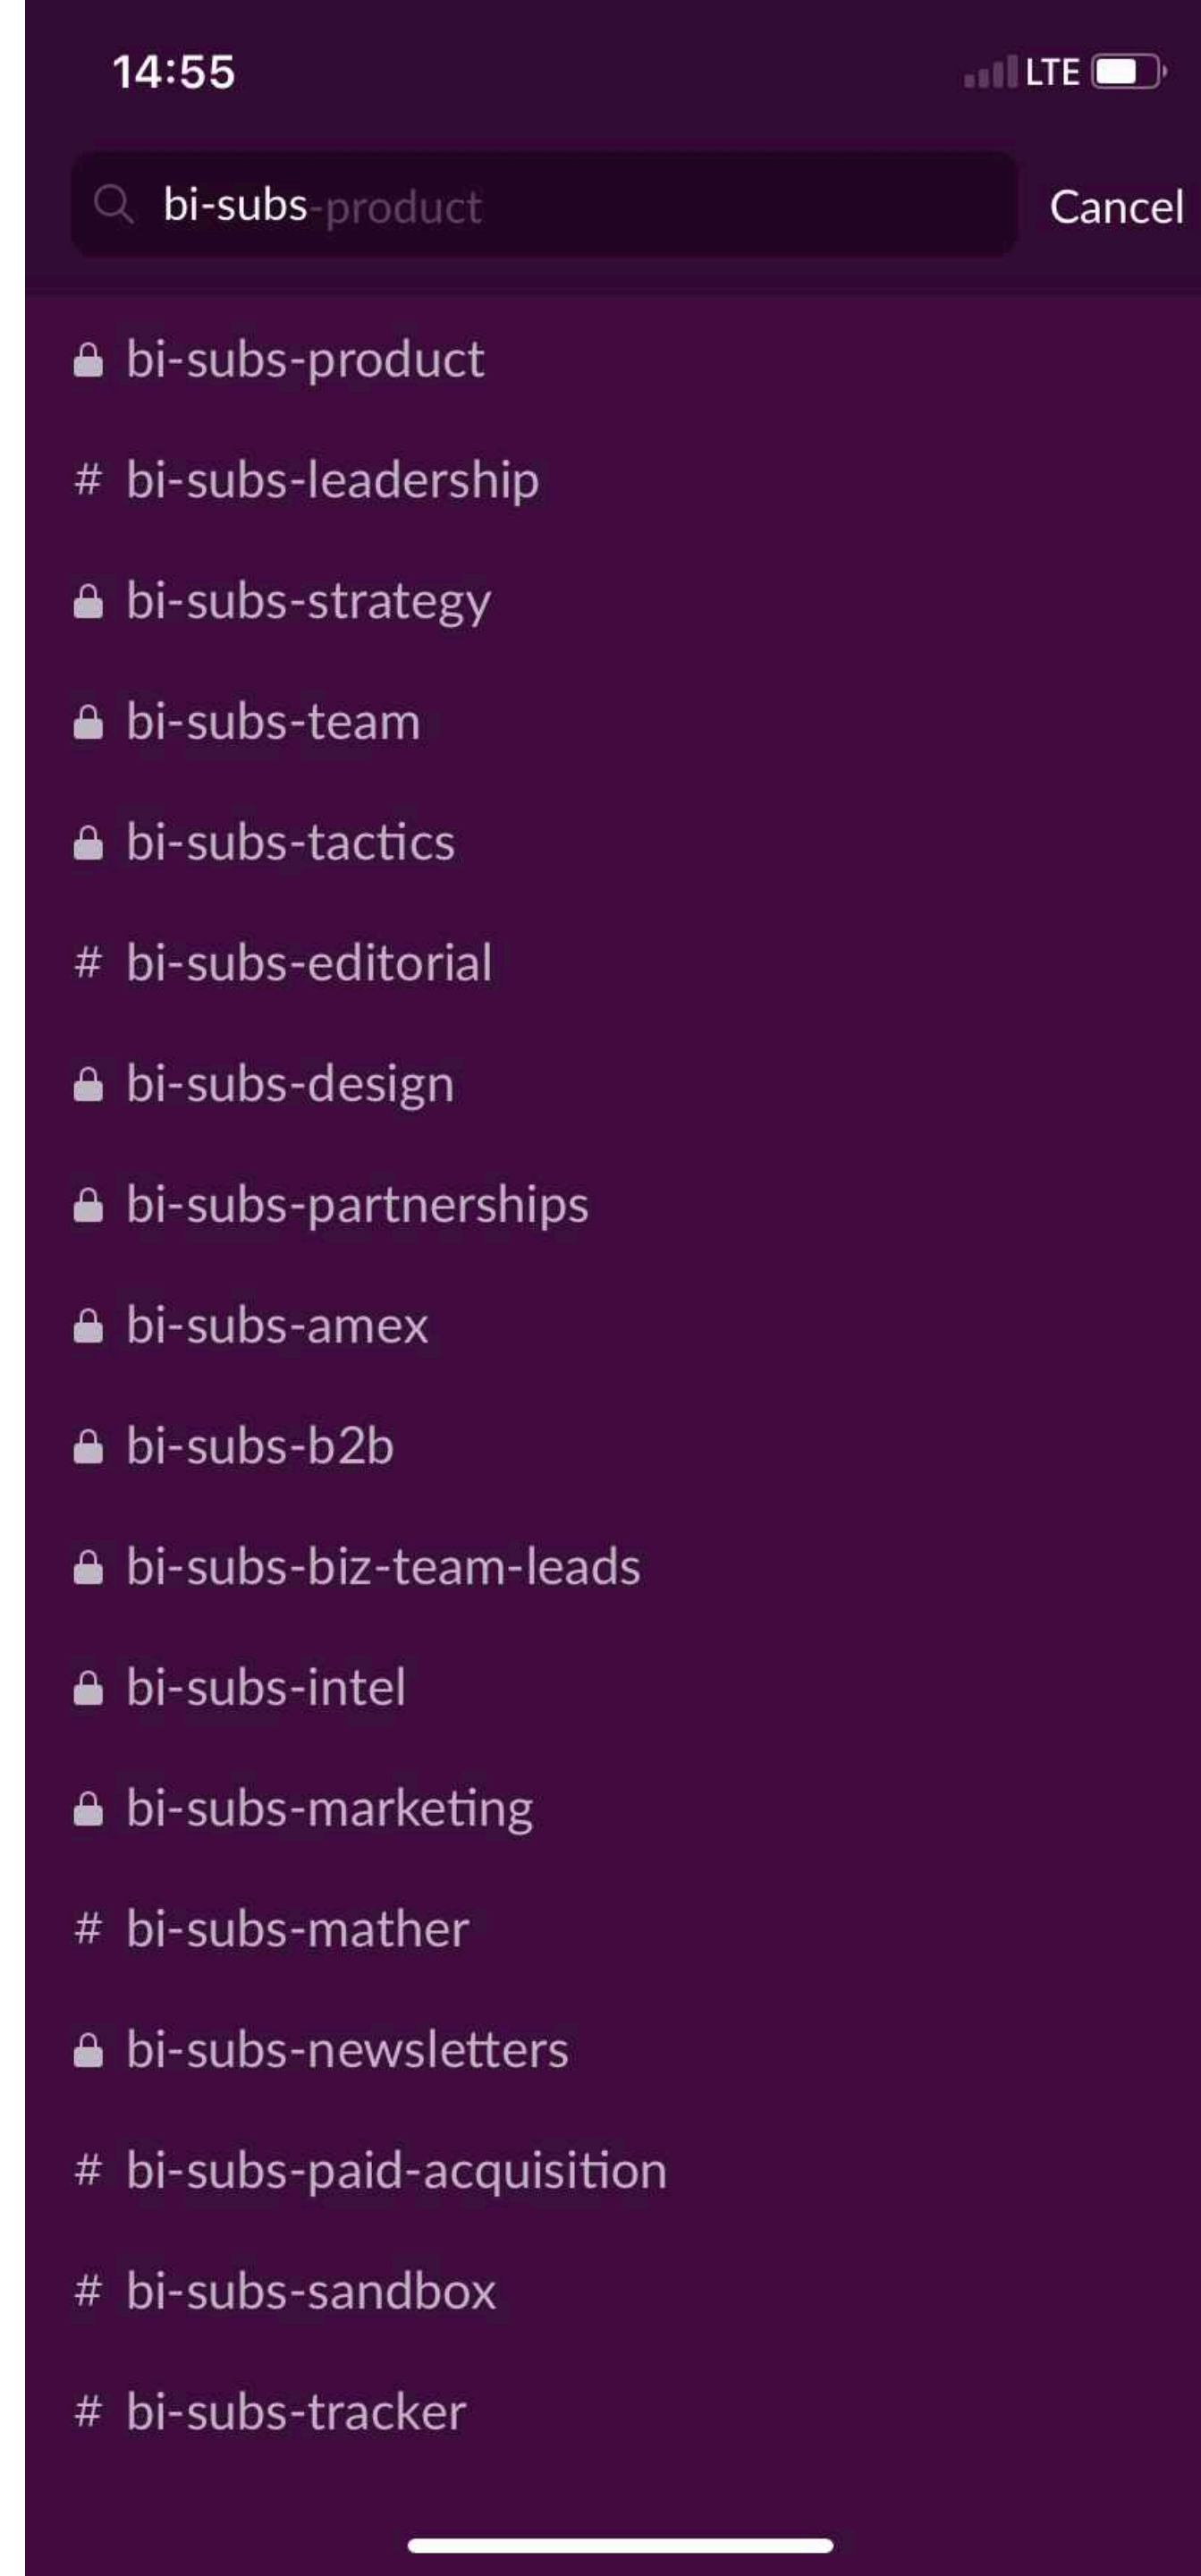 14:55 LTE
bi-subs-product Cancel
bi-subs-product
# bi-subs-leadership
bi-subs-strategy
bi-subs-team
bi-subs-tactics
# bi-subs-editorial
bi-subs-design
bi-subs-partnerships
bi-subs-amex
bi-subs-b2b
bi-subs-biz-team-leads
bi-subs-intel
bi-subs-marketing
# bi-subs-mather
bi-subs-newsletters
# bi-subs-paid-acquisition
# bi-subs-sandbox
# bi-subs-tracker